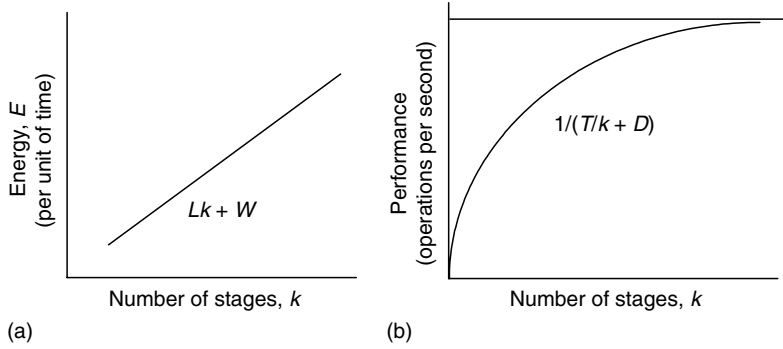 Energy, E
(per unit of time)
Lk + W
Number of stages, k
(a)
Performance
(operations per second)
1/(T/k + D)
Number of stages, k
(b)